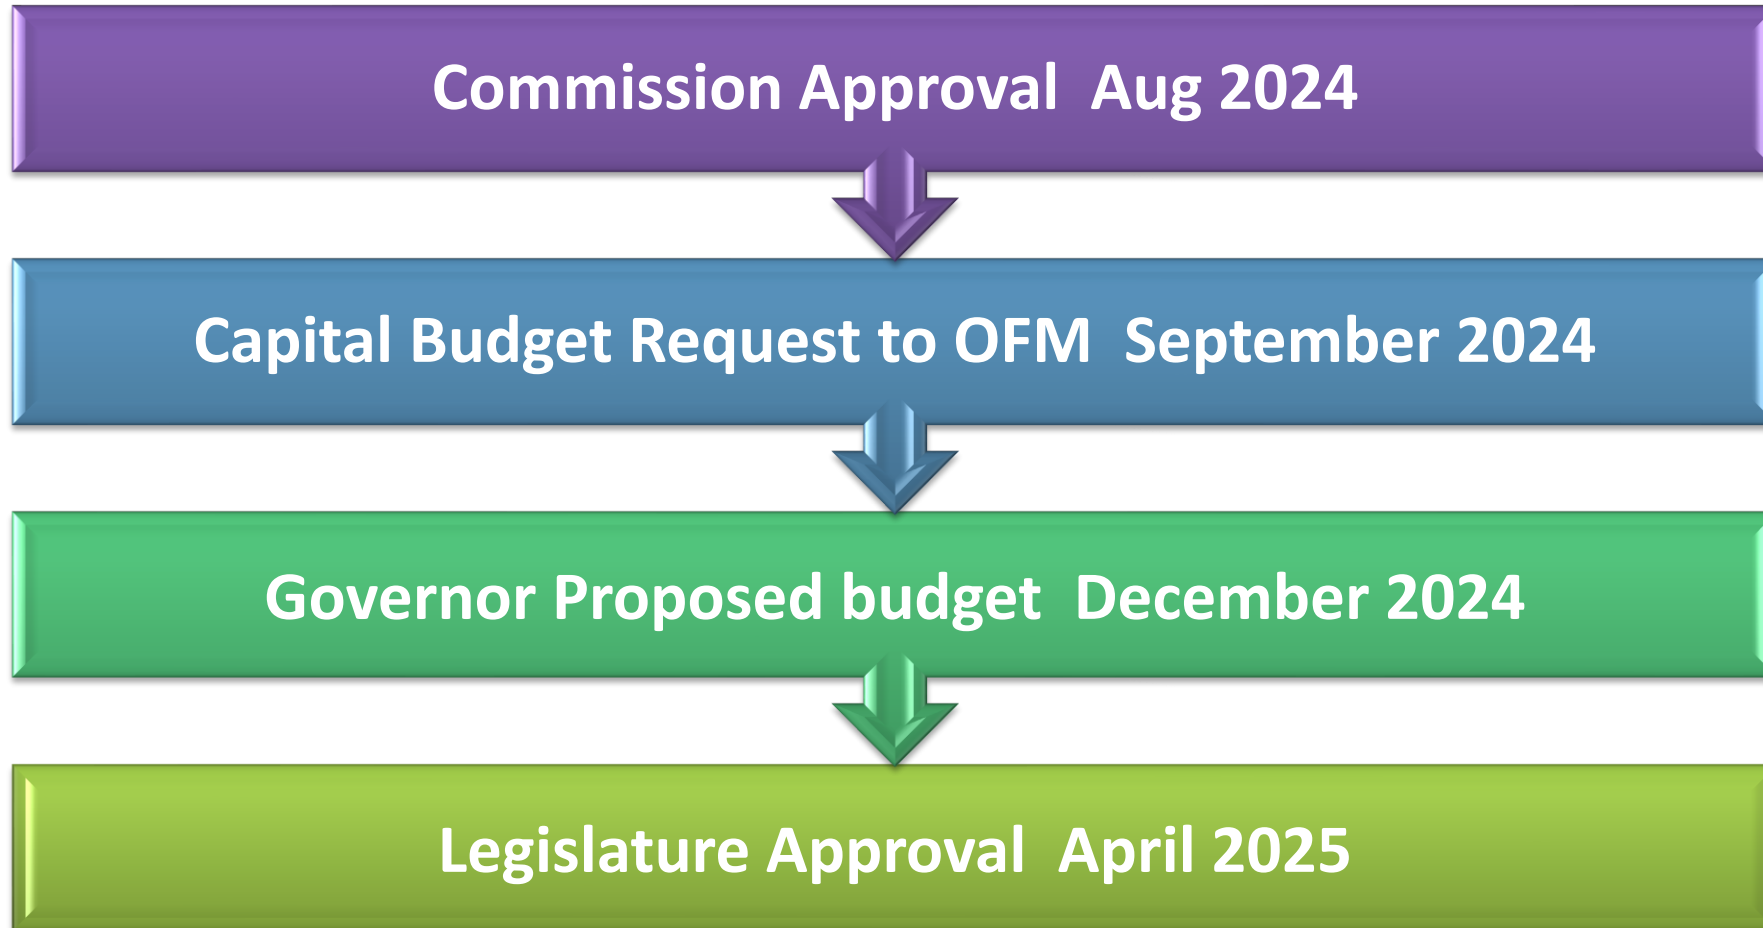 Commission Approval  Aug 2024
Capital Budget Request to OFM  September 2024
Governor Proposed budget  December 2024
Legislature Approval  April 2025